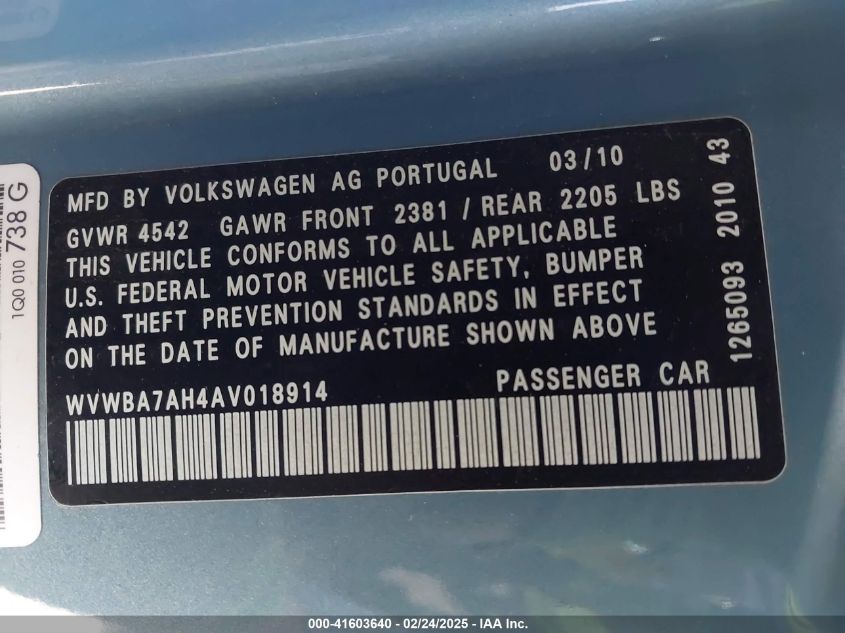 MFD BY VOLKSWAGEN AG PORTUGAL 03/10
GVWR 4542 GAWR FRONT 2381 / REAR 2205 LBS
THIS VEHICLE CONFORMS TO ALL APPLICABLE
U.S. FEDERAL MOTOR VEHICLE SAFETY, BUMPER
AND THEFT PREVENTION STANDARDS IN EFFECT
ON THE DATE OF MANUFACTURE SHOWN ABOVE
WVWBA7AH4AV018914 PASSENGER CAR
1265093 2010 43
1Q0 010 738 G
000-41603640 - 02/24/2025 - IAA Inc.